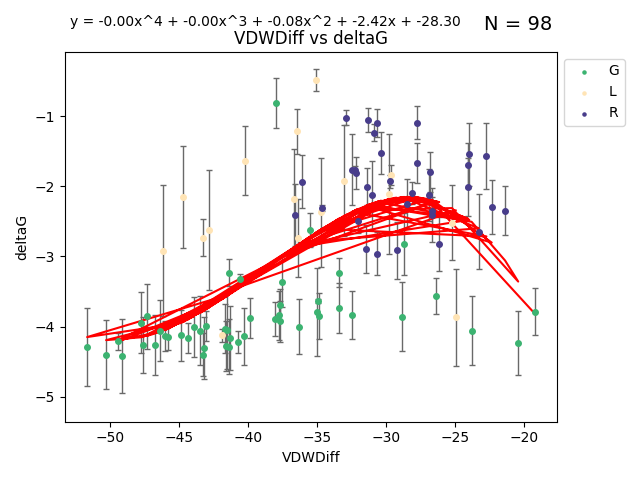 y = -0.00x^4 + -0.00x^3 + -0.08x^2 + -2.42x + -28.30 N = 98
VDWDiff vs deltaG
G
L
R
deltaG
−1
−2
−3
−4
−5
−50 −45 −40 −35 −30 −25 −20
VDWDiff